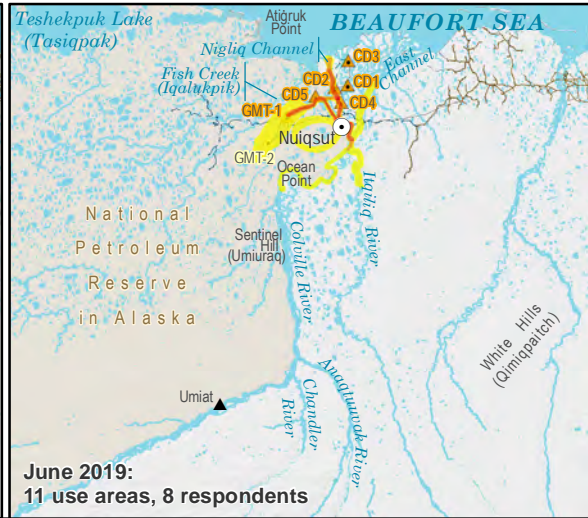 Teshekpuk Lake
(Tasiqpak)
Atiġruk
Point
BEAUFORT SEA
Nigliq Channel
CD3
East
Channel
Fish Creek
(Iqalukpik)
CD2
CD1
CD5
CD4
GMT-1
Nuiqsut
GMT-2
Ocean
Point
Itqiliq River
National
Petroleum
Reserve
in Alaska
Sentinel
Hill
(Umiuraq)
Colville River
White Hills
(Qimiqpaitch)
Umiat
Chandler
River
Anaqtuuvak River
June 2019:
11 use areas, 8 respondents